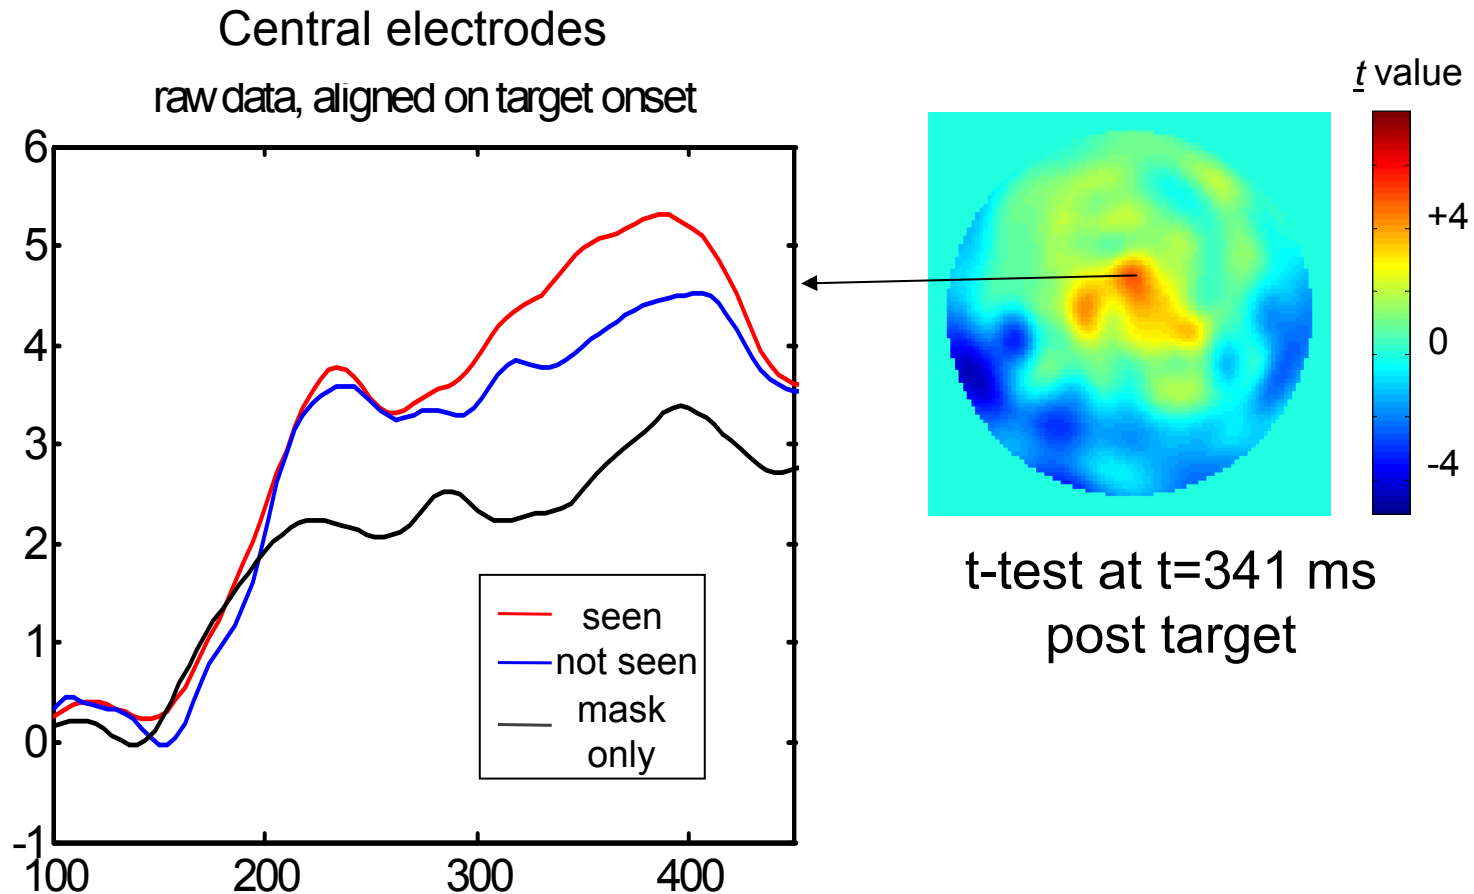 Central electrodes
raw data, aligned on target onset
6
5
4
3
2
1
0
-1
100
200
300
400
seen
not seen
mask
only
t value
+4
0
-4
t-test at t=341 ms
post target